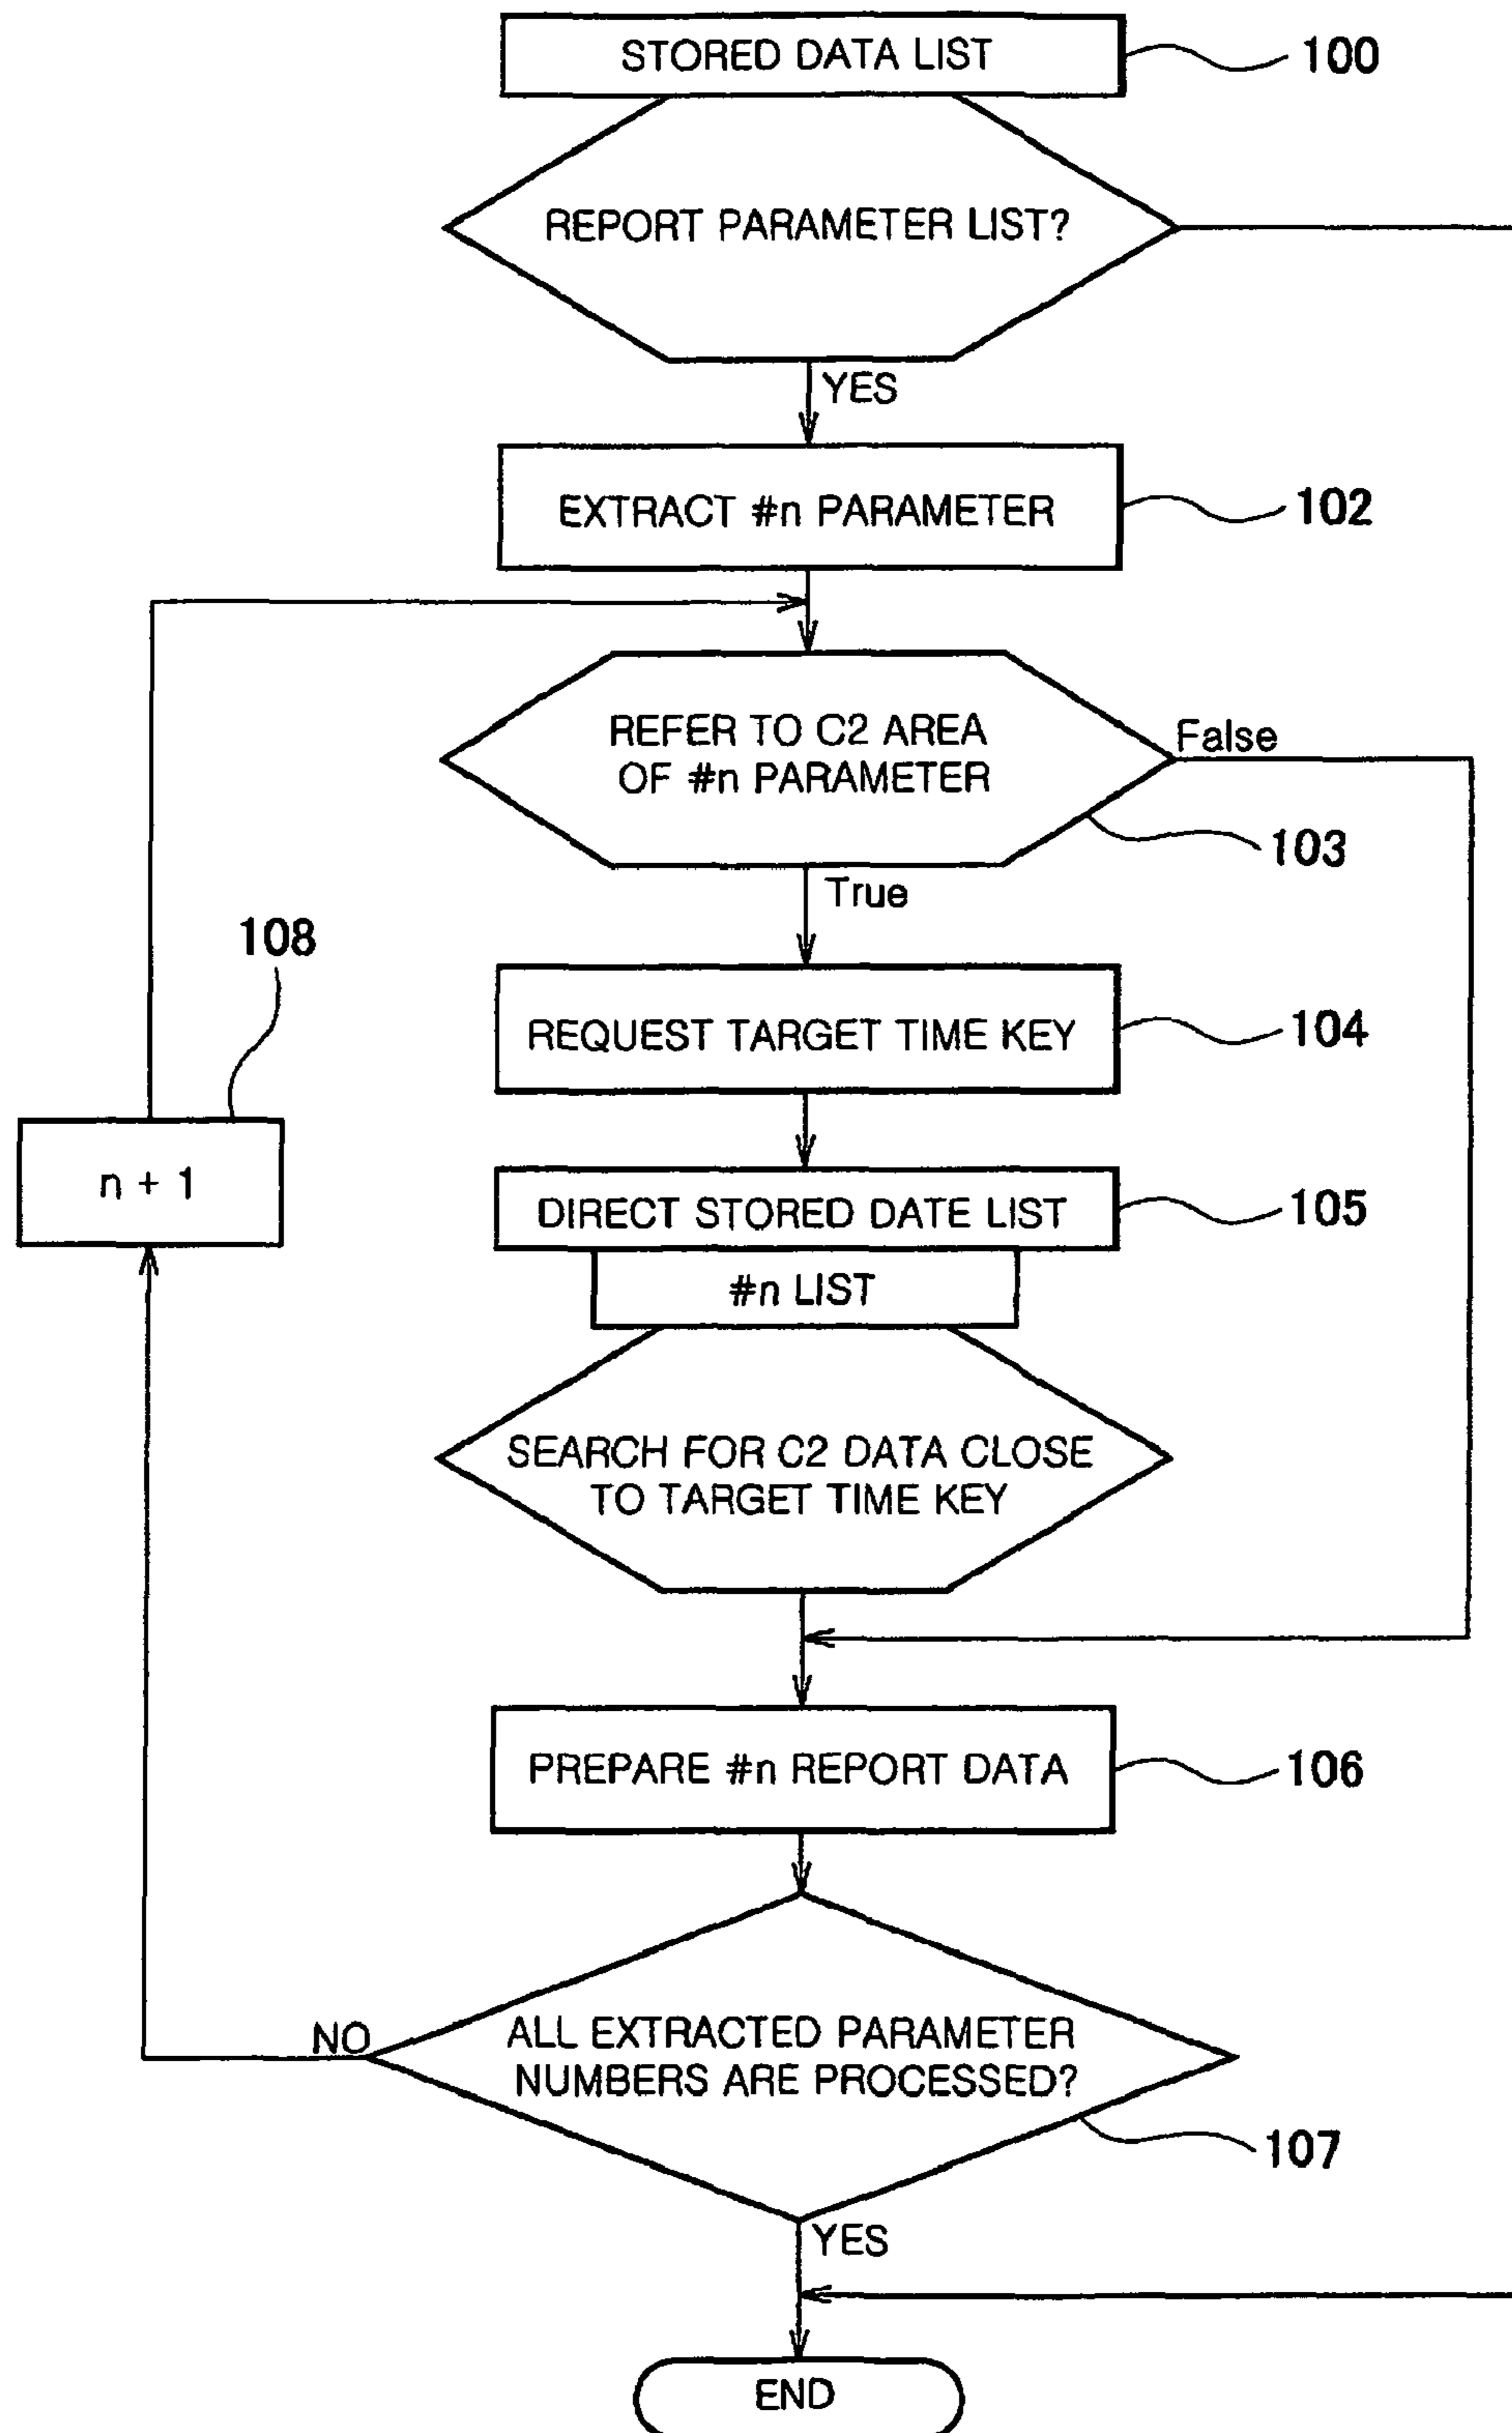 STORED DATA LIST
100
REPORT PARAMETER LIST?
YES
EXTRACT #n PARAMETER
102
REFER TO C2 AREA
OF #n PARAMETER
False
103
True
108
REQUEST TARGET TIME KEY
104
n + 1
DIRECT STORED DATE LIST
105
#n LIST
SEARCH FOR C2 DATA CLOSE
TO TARGET TIME KEY
PREPARE #n REPORT DATA
106
NO
ALL EXTRACTED PARAMETER
NUMBERS ARE PROCESSED?
107
YES
END